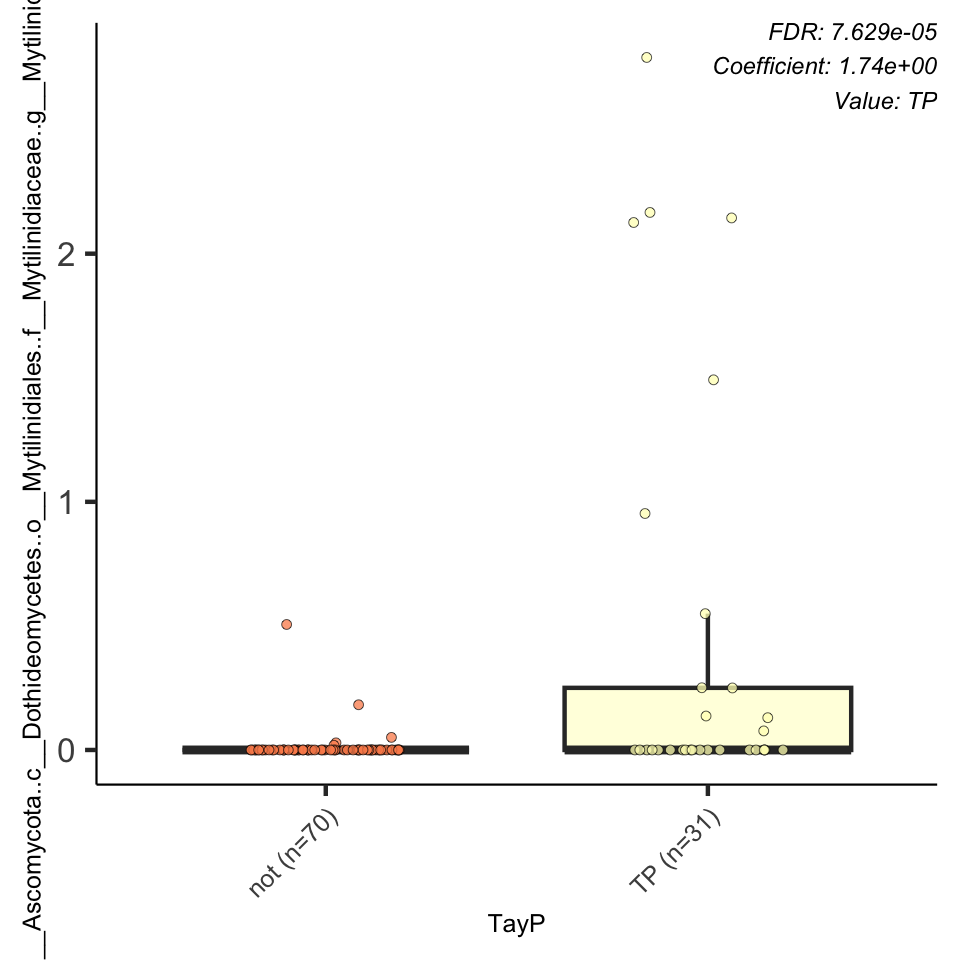 FDR: 7.629e-05
Coefficient: 1.74e+00
Value: TP
__Ascomycota..c__Dothideomycetes..o__Mytilinidiales..f__Mytilinidiaceae..g__Mytilinid
2
1
0
not (n=70)
TP (n=31)
TayP